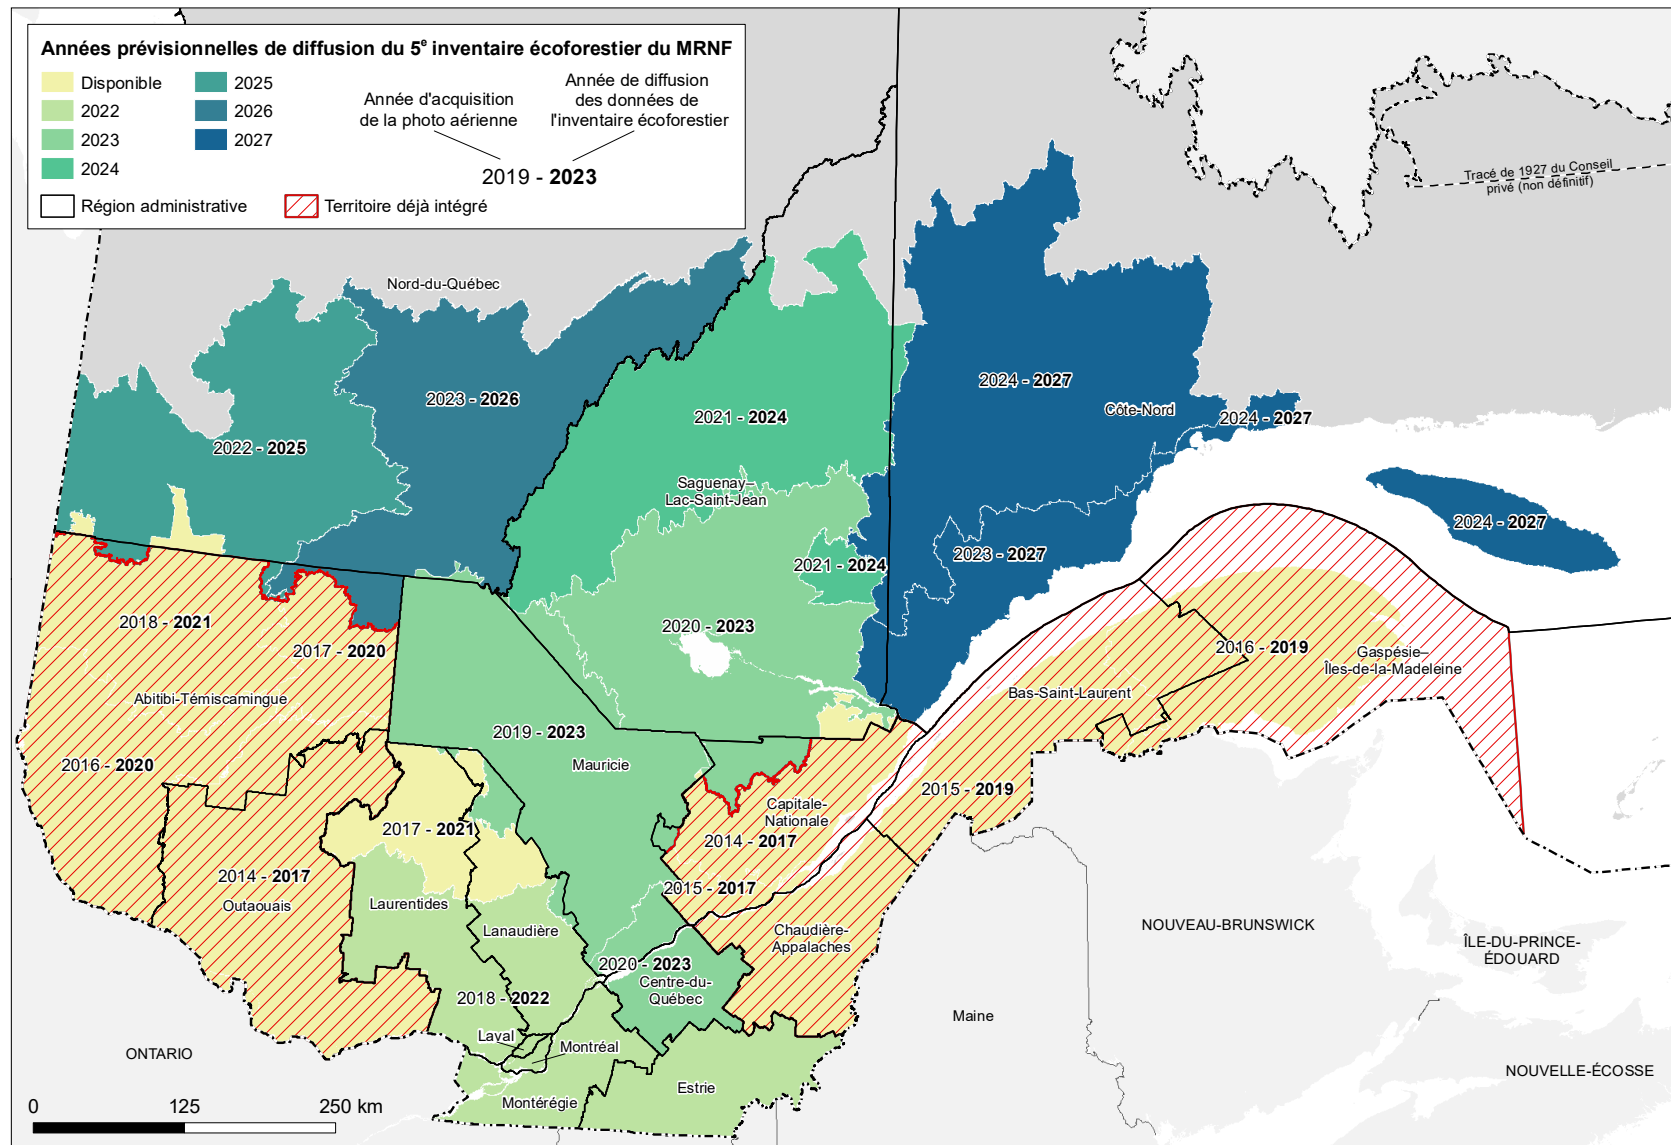 Années prévisionnelles de diffusion du 5e inventaire écoforestier du MRNF
Disponible
2022
2023
2024
2025
2026
2027
Année d'acquisition
de la photo aérienne
Année de diffusion
des données de
l'inventaire écoforestier
2019 - 2023
Région administrative
Territoire déjà intégré
Tracé de 1927 du Conseil
privé (non définitif)
Nord-du-Québec
2023 - 2026
2022 - 2025
2021 - 2024
Saguenay–
Lac-Saint-Jean
2021 - 2024
2020 - 2023
2024 - 2027
Côte-Nord
2024 - 2027
2024 - 2027
2023 - 2027
2018 - 2021
2017 - 2020
Abitibi-Témiscamingue
2016 - 2020
2019 - 2023
Mauricie
2016 - 2019
Gaspésie–
Îles-de-la-Madeleine
Bas-Saint-Laurent
2015 - 2019
Capitale-
Nationale
2014 - 2017
2015 - 2017
2017 - 2021
2014 - 2017
Outaouais
Laurentides
Lanaudière
Chaudière-
Appalaches
2020 - 2023
Centre-du-
Québec
2018 - 2022
Laval
Montréal
Montérégie
Estrie
ONTARIO
Maine
NOUVEAU-BRUNSWICK
ÎLE-DU-PRINCE-
ÉDOUARD
NOUVELLE-ÉCOSSE
0 125 250 km